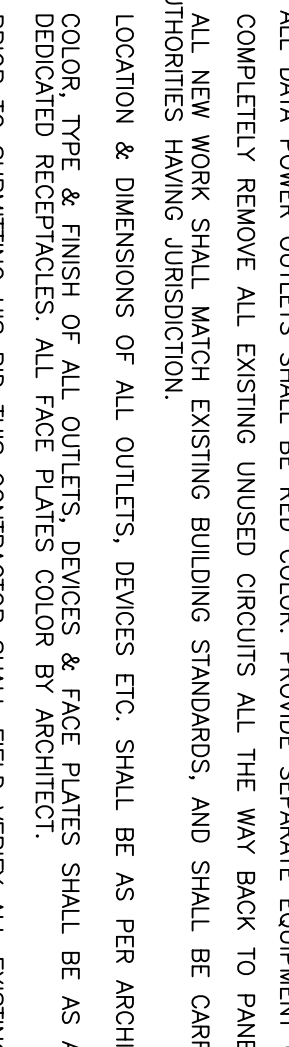 ALL DATA POWER OUTLETS SHALL BE RED COLOR. PROVIDE SEPARATE EQUIPMENT
COMPLETELY REMOVE ALL EXISTING UNUSED CIRCUITS ALL THE WAY BACK TO PANE
ALL NEW WORK SHALL MATCH EXISTING BUILDING STANDARDS, AND SHALL BE
UTHORITIES HAVING JURISDICTION.
LOCATION & DIMENSIONS OF ALL OUTLETS, DEVICES ETC. SHALL BE AS PER ARCHI
COLOR, TYPE & FINISH OF ALL OUTLETS, DEVICES & FACE PLATES SHALL BE AS A
DEDICATED RECEPTACLES. ALL FACE PLATES COLOR BY ARCHITECT.
PRIOR TO SUBMITTING HIS BID THIS CONTRACTOR SHALL FIELD VERIFY ALL EXISTING